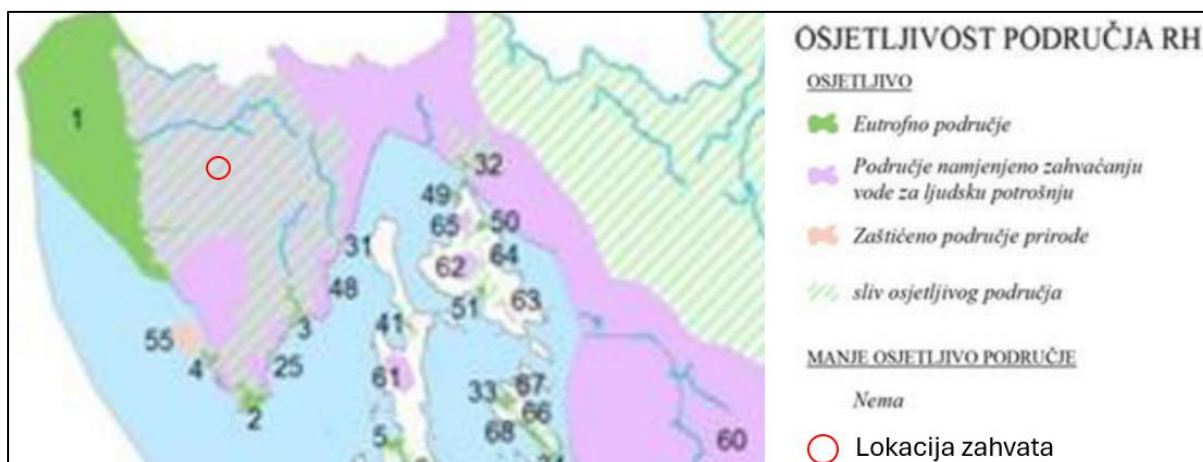 OSJETLJIVOST PODRUČJA RH
OSJETLJIVO
Eutrofno područje
Područje namjenjeno zahvaćanju
vode za ljudsku potrošnju
Zaštićeno područje prirode
sliv osjetljivog područja
MANJE OSJETLJIVO PODRUČJE
Nema
Lokacija zahvata
1
32
49
65
50
31
64
62
48
51
63
3
41
55
4
25
61
2
33
67
66
68
5
60